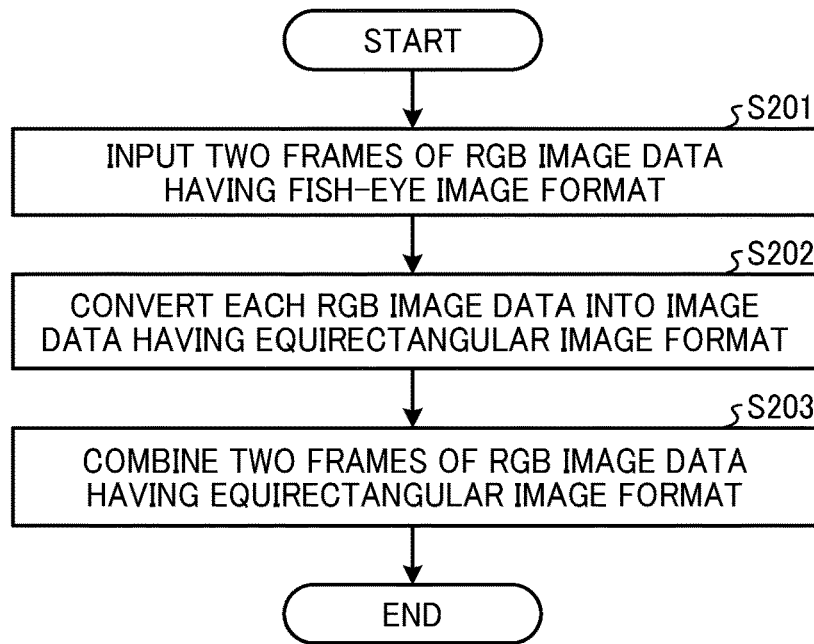 START
S201
INPUT TWO FRAMES OF RGB IMAGE DATA
HAVING FISH-EYE IMAGE FORMAT
S202
CONVERT EACH RGB IMAGE DATA INTO IMAGE
DATA HAVING EQUIRECTANGULAR IMAGE FORMAT
S203
COMBINE TWO FRAMES OF RGB IMAGE DATA
HAVING EQUIRECTANGULAR IMAGE FORMAT
END